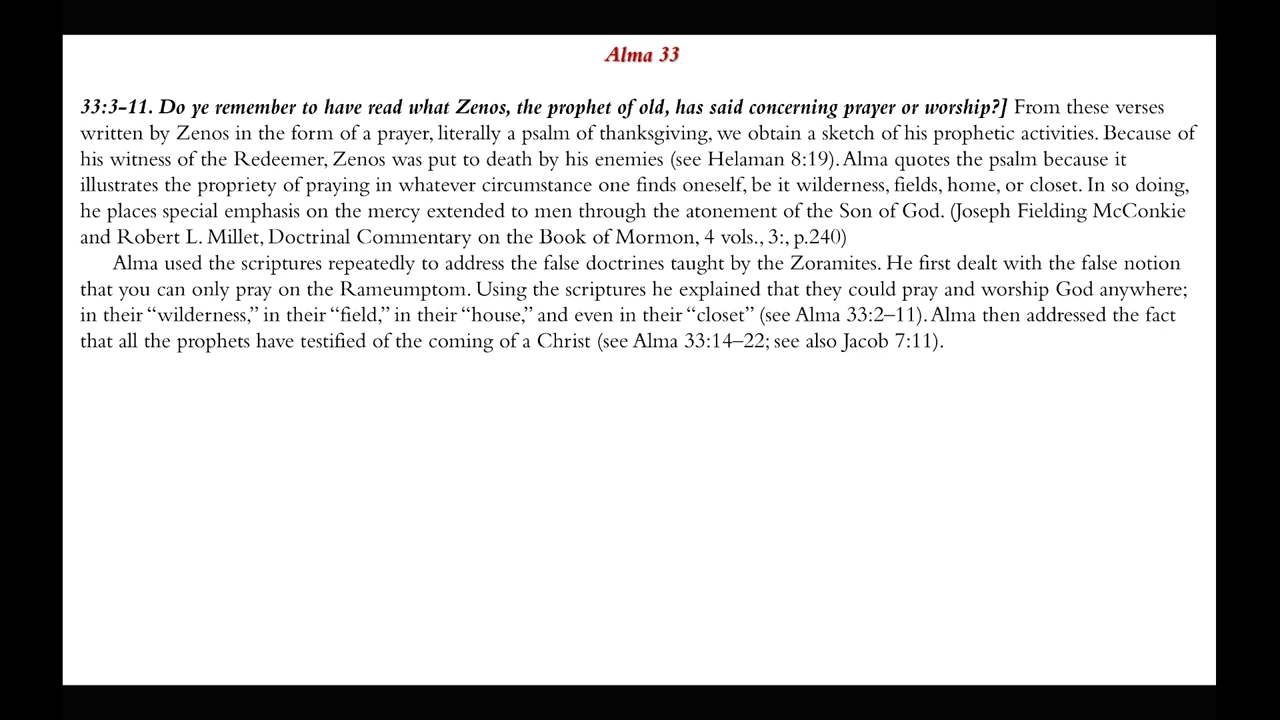 Alma 33
33:3-11. Do ye remember to have read what Zenos, the prophet of old, has said concerning prayer or worship?] From these verses
written by Zenos in the form of a prayer, literally a psalm of thanksgiving, we obtain a sketch of his prophetic activities. Because of
his witness of the Redeemer, Zenos was put to death by his enemies (see Helaman 8:19). Alma quotes the psalm because it
illustrates the propriety of praying in whatever circumstance one finds oneself, be it wilderness, fields, home, or closet. In so doing,
he places special emphasis on the mercy extended to men through the atonement of the Son of God. (Joseph Fielding McConkie
and Robert L. Millet, Doctrinal Commentary on the Book of Mormon, 4 vols., 3:, p.240)
Alma used the scriptures repeatedly to address the false doctrines taught by the Zoramites. He first dealt with the false notion
that you can only pray on the Rameumptom. Using the scriptures he explained that they could pray and worship God anywhere;
in their “wilderness,” in their “field,” in their “house,” and even in their “closet” (see Alma 33:2–11). Alma then addressed the fact
that all the prophets have testified of the coming of a Christ (see Alma 33:14–22; see also Jacob 7:11).